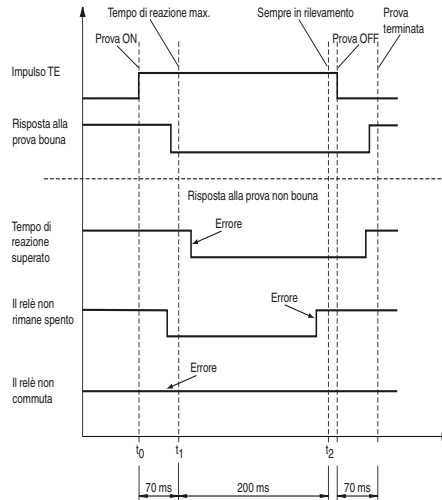 Tempo di reazione max.
Sempre in rilevamento
Prova
terminata
Prova ON
Prova OFF
Impulso TE
Risposta alla
prova bouna
Risposta alla prova non bouna
Tempo di
reazione
superato
Errore
Il relè non
rimane spento
Errore
Il relè non
commuta
Errore
t0
t1
t2
70 ms
200 ms
70 ms